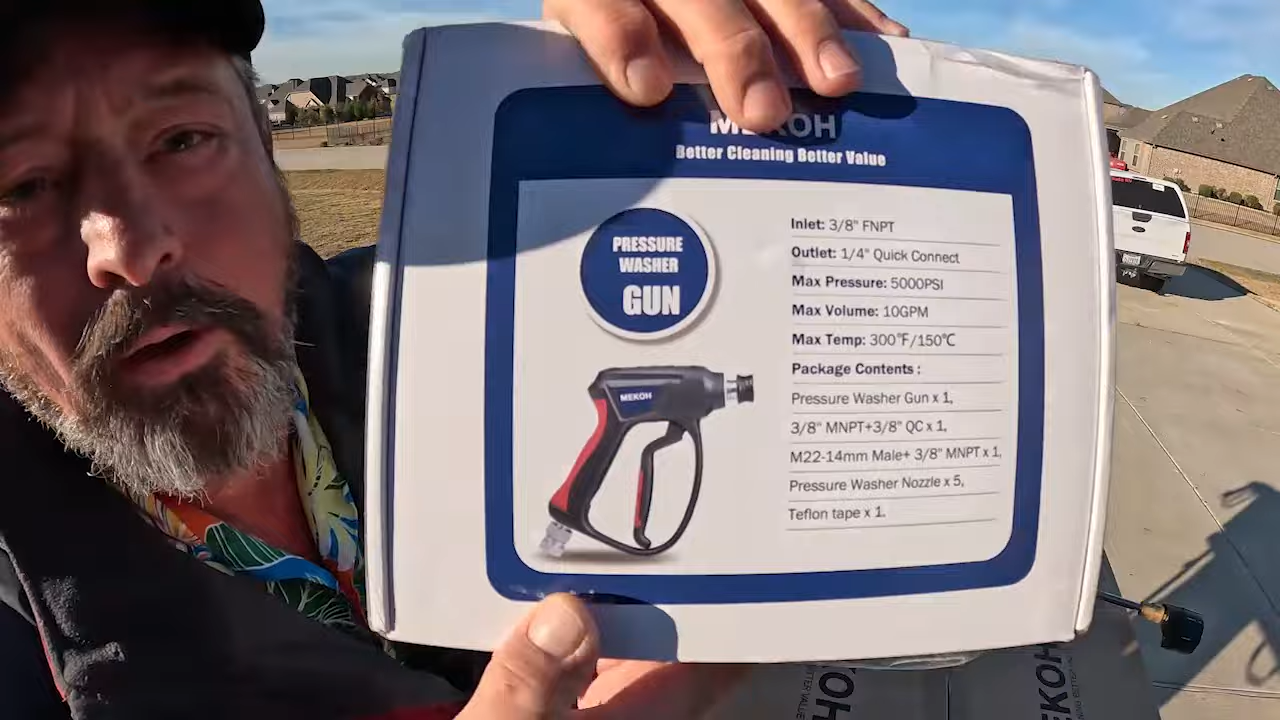 MEKOH
Better Cleaning Better Value
PRESSURE
WASHER
GUN
MEKOH
Inlet: 3/8" FNPT
Outlet: 1/4" Quick Connect
Max Pressure: 5000PSI
Max Volume: 10GPM
Max Temp: 300°F/150℃
Package Contents :
Pressure Washer Gun x 1,
3/8" MNPT+3/8" QC x 1,
M22-14mm Male+ 3/8" MNPT x 1,
Pressure Washer Nozzle x 5,
Teflon tape x 1.